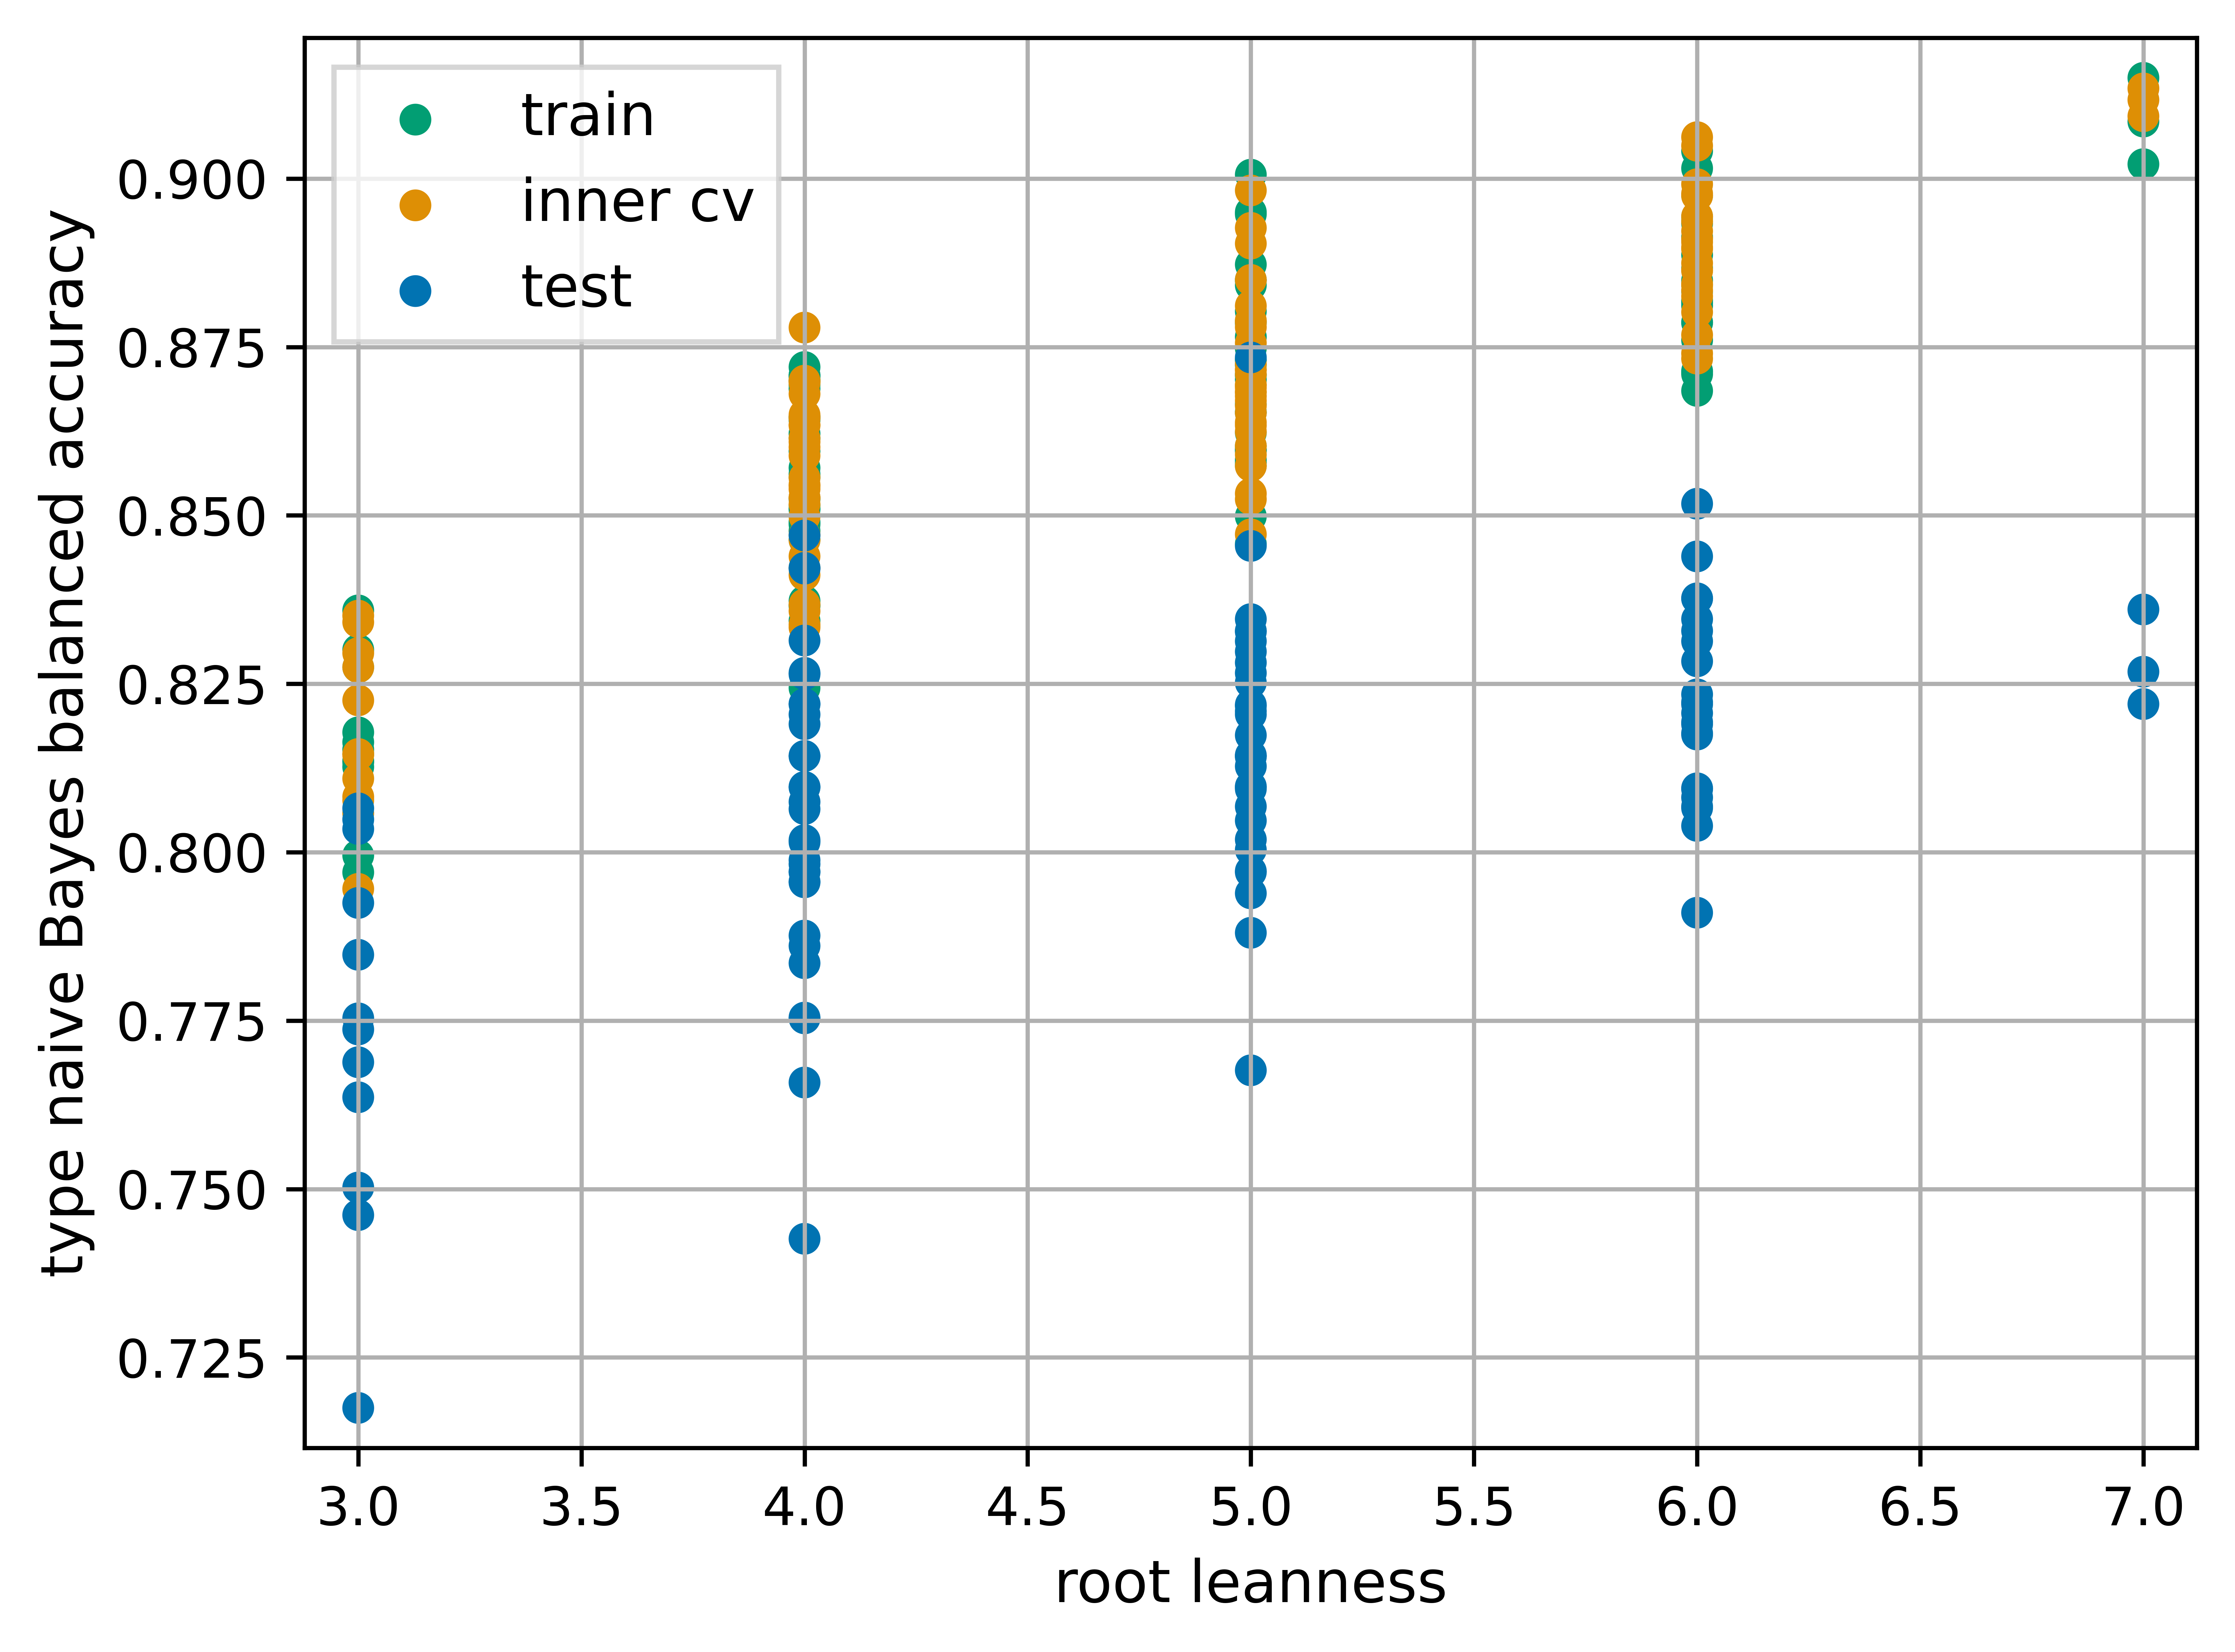 train
inner cv
test
type naive Bayes balanced accuracy
0.900
0.875
0.850
0.825
0.800
0.775
0.750
0.725
3.0 3.5 4.0 4.5 5.0 5.5 6.0 6.5 7.0
root leanness